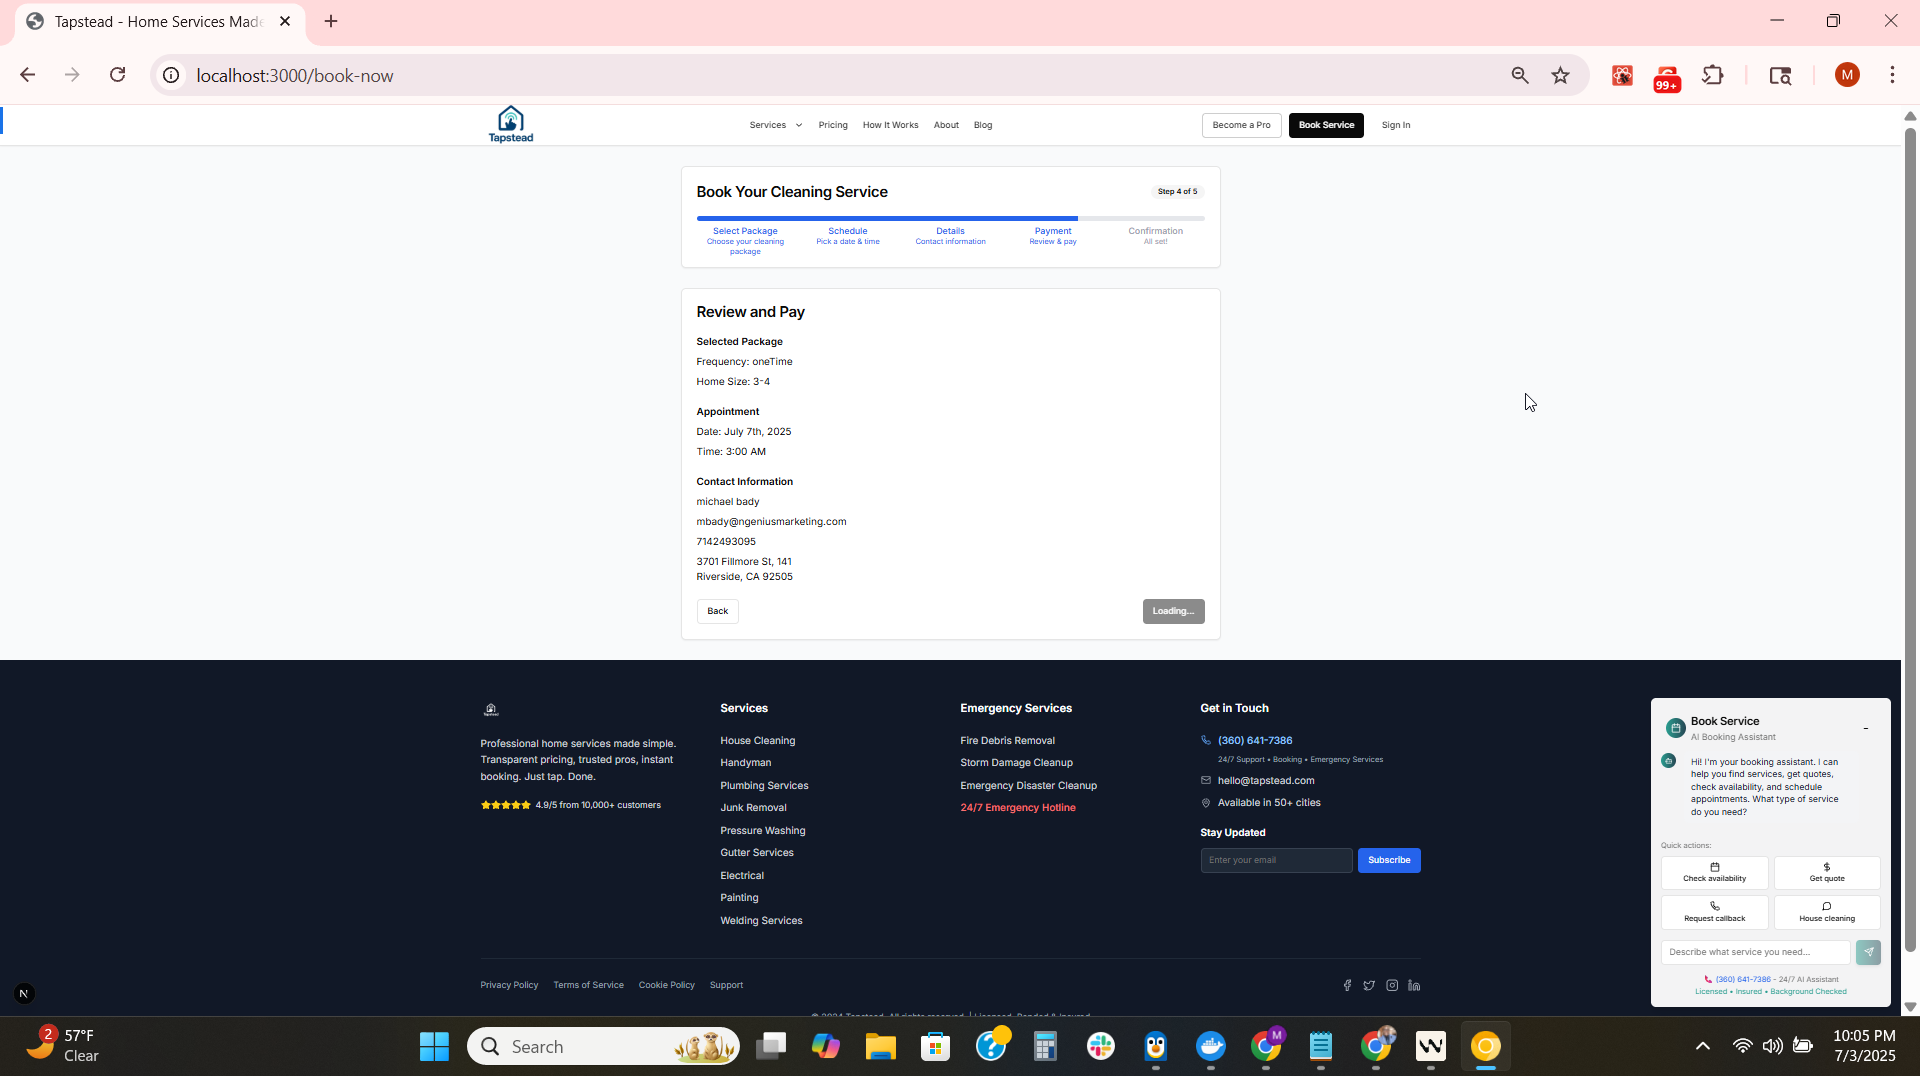 Tapstead - Home Services Made
localhost:3000/book-now
99+
M
Tapstead
Services
Pricing
How It Works
About
Blog
Become a Pro
Book Service
Sign In
Book Your Cleaning Service
Step 4 of 5
Select Package
Choose your cleaning
package
Schedule
Pick a date & time
Details
Contact information
Payment
Review & pay
Confirmation
All set!
Review and Pay
Selected Package
Frequency: oneTime
Home Size: 3-4
Appointment
Date: July 7th, 2025
Time: 3:00 AM
Contact Information
michael bady
mbady@ngeniusmarketing.com
7142493095
3701 Fillmore St, 141
Riverside, CA 92505
Back
Loading...
Professional home services made simple.
Transparent pricing, trusted pros, instant
booking. Just tap. Done.
4.9/5 from 10,000+ customers
Services
House Cleaning
Handyman
Plumbing Services
Junk Removal
Pressure Washing
Gutter Services
Electrical
Painting
Welding Services
Emergency Services
Fire Debris Removal
Storm Damage Cleanup
Emergency Disaster Cleanup
24/7 Emergency Hotline
Get in Touch
(360) 641-7386
24/7 Support • Booking • Emergency Services
hello@tapstead.com
Available in 50+ cities
Stay Updated
Enter your email
Subscribe
Privacy Policy
Terms of Service
Cookie Policy
Support
© 2024 Tapstead. All rights reserved. | Licensed, Bonded & Insured
Book Service
AI Booking Assistant
Hi! I'm your booking assistant. I can
help you find services, get quotes,
check availability, and schedule
appointments. What type of service
do you need?
Quick actions:
Check availability
Get quote
Request callback
House cleaning
Describe what service you need...
(360) 641-7386 - 24/7 AI Assistant
Licensed • Insured • Background Checked
N
2
57°F
Clear
Search
M
10:05 PM
7/3/2025